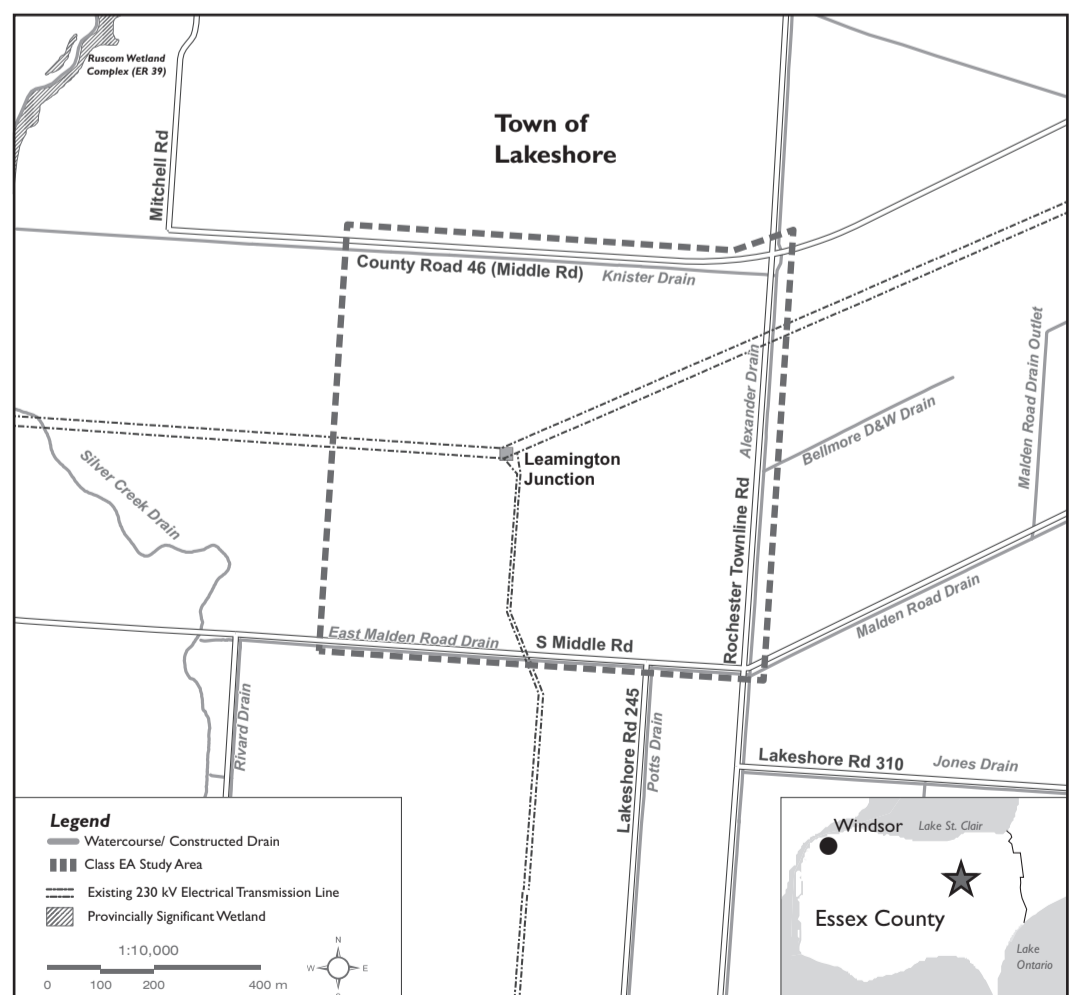 Ruscom Wetland
Complex (ER 39)
Town of
Lakeshore
Mitchell Rd
County Road 46 (Middle Rd)
Knister Drain
Malden Road Drain Outlet
Alexander Drain
Bellmore D&W Drain
Leamington
Junction
Silver Creek Drain
Rochester Townline Rd
Malden Road Drain
East Malden Road Drain
S Middle Rd
Rivard Drain
Lakeshore Rd 245
Potts Drain
Lakeshore Rd 310
Jones Drain
Legend
Watercourse/ Constructed Drain
Class EA Study Area
Existing 230 kV Electrical Transmission Line
Provincially Significant Wetland
1:10,000
0 100 200 400 m
N
W E
Windsor
Lake St. Clair
Essex County
Lake
Ontario